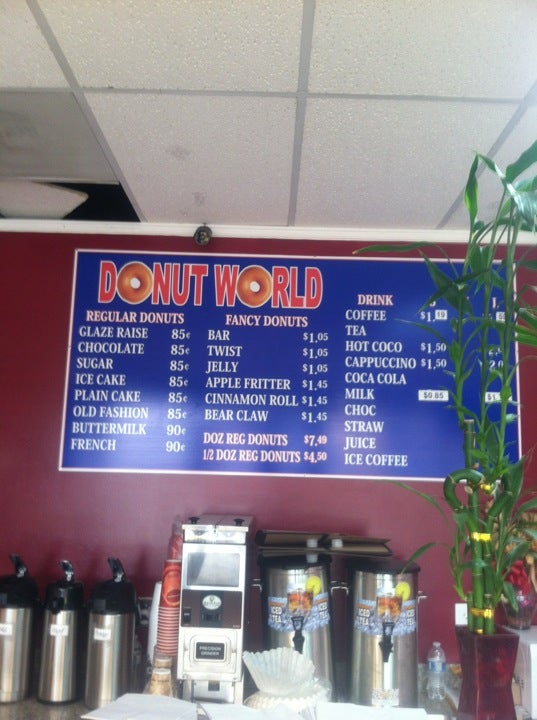 DONUT WORLD
REGULAR DONUTS
GLAZE RAISE 85¢
CHOCOLATE 85¢
SUGAR 85¢
ICE CAKE 85¢
PLAIN CAKE 85¢
OLD FASHION 85¢
BUTTERMILK 90¢
FRENCH 90¢
FANCY DONUTS
BAR $1.05
TWIST $1.05
JELLY $1.05
APPLE FRITTER $1.45
CINNAMON ROLL $1.45
BEAR CLAW $1.45
DOZ REG DONUTS $7.49
1/2 DOZ REG DONUTS $4.50
DRINK
COFFEE $1.19
TEA
HOT COCO $1.50
CAPPUCCINO $1.50
COCA COLA
MILK $0.85
CHOC
STRAW
JUICE
ICE COFFEE
PRECISION GRINDER
ICED TEA
ICED TEA